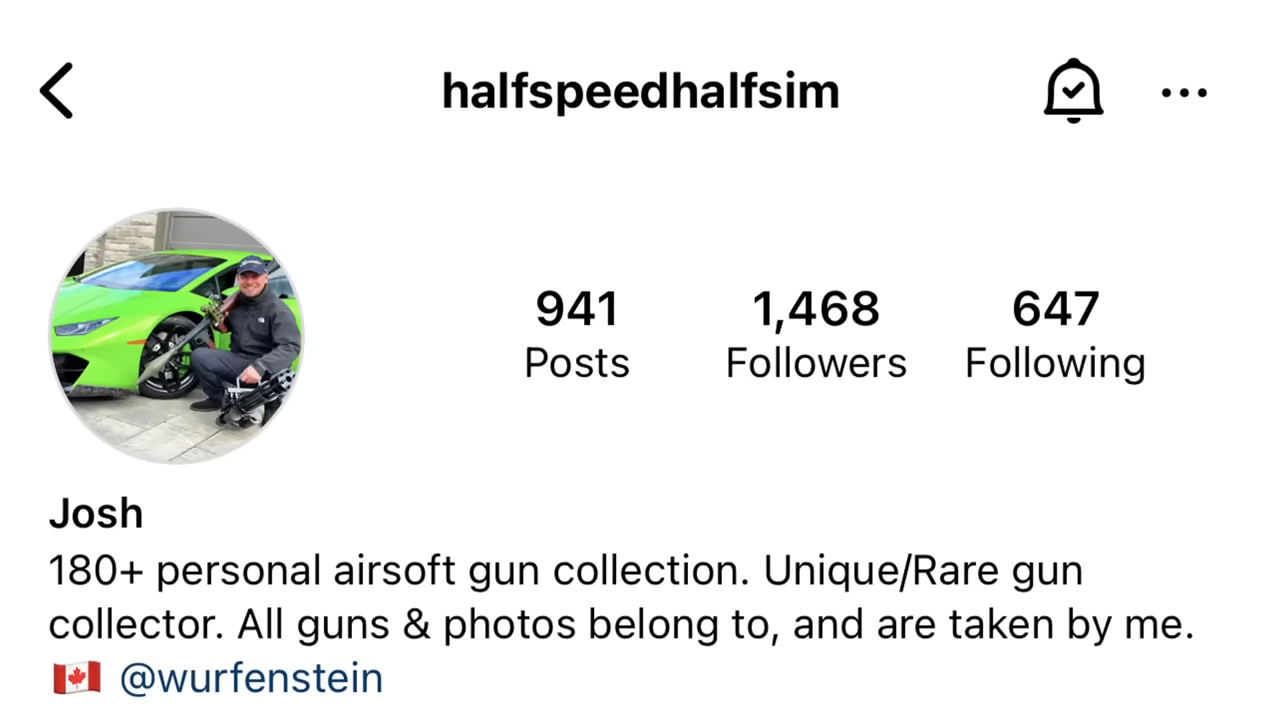 halfspeedhalfsim
941 1,468 647
Posts Followers Following
Josh
180+ personal airsoft gun collection. Unique/Rare gun
collector. All guns & photos belong to, and are taken by me.
🇨🇦 @wurfenstein